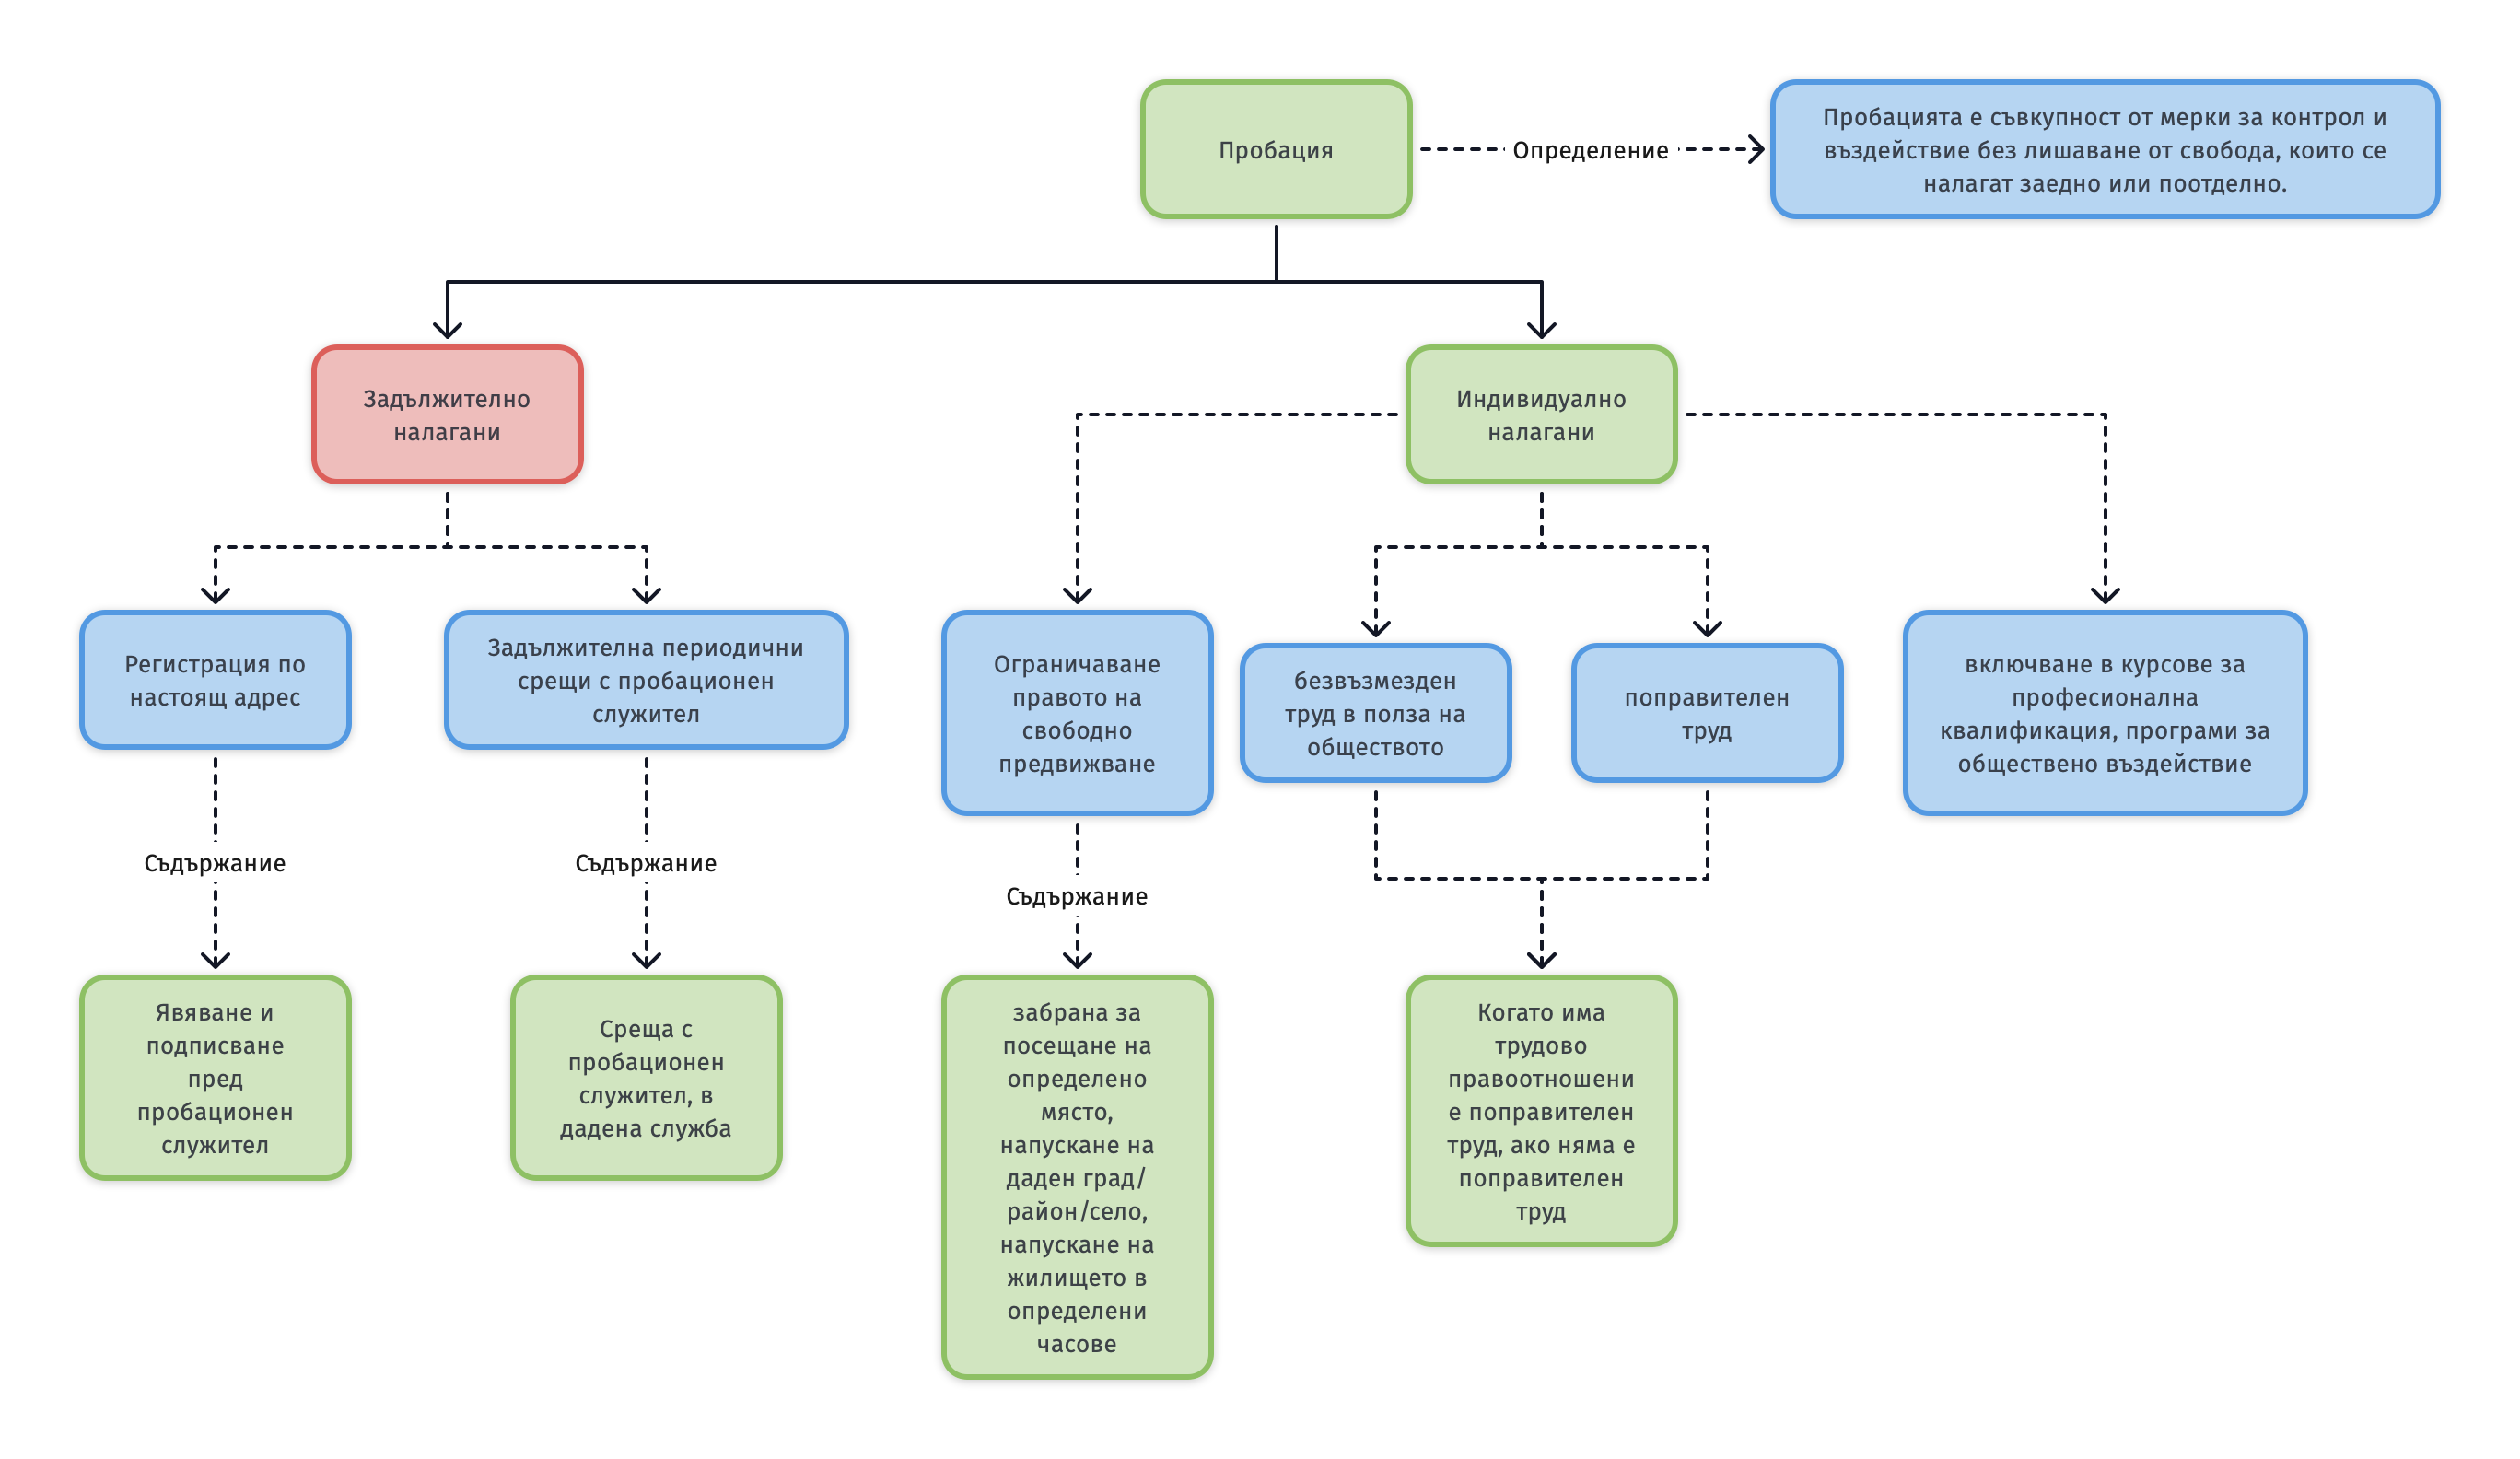 Пробация
Определение
Пробацията е съвкупност от мерки за контрол и
въздействие без лишаване от свобода, които се
налагат заедно или поотделно.
Задължително
налагани
Индивидуално
налагани
Регистрация по
настоящ адрес
Задължителна периодични
срещи с пробационен
служител
Ограничаване
правото на
свободно
предвижване
безвъзмезден
труд в полза на
обществото
поправителен
труд
включване в курсове за
професионална
квалификация, програми за
обществено въздействие
Съдържание
Съдържание
Съдържание
Явяване и
подписване
пред
пробационен
служител
Среща с
пробационен
служител, в
дадена служба
забрана за
посещане на
определено
място,
напускане на
даден град/
район/село,
напускане на
жилището в
определени
часове
Когато има
трудово
правоотношени
е поправителен
труд, ако няма е
поправителен
труд